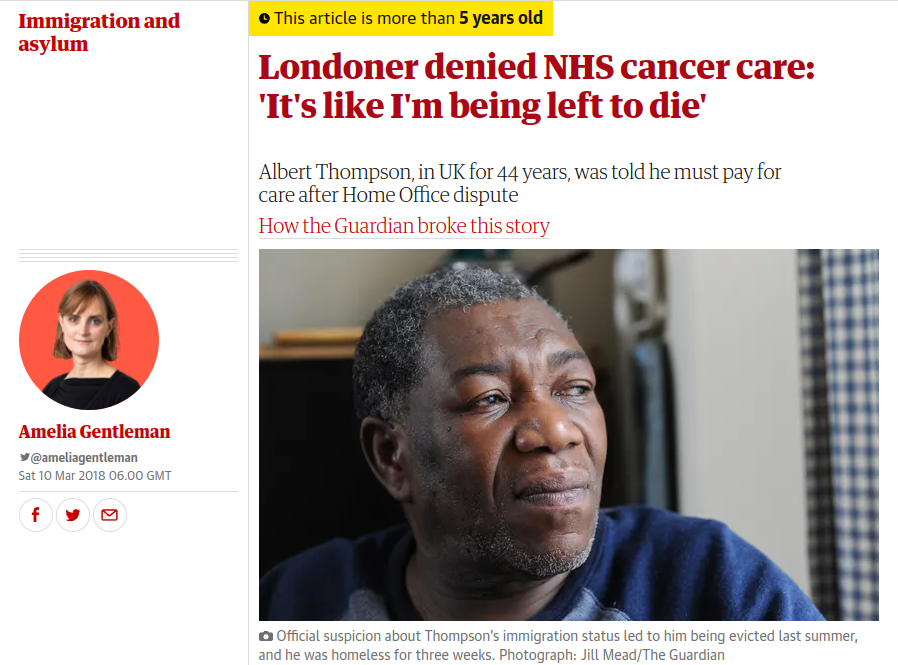 Immigration and
asylum
This article is more than 5 years old
Londoner denied NHS cancer care:
'It's like I'm being left to die'
Albert Thompson, in UK for 44 years, was told he must pay for
care after Home Office dispute
How the Guardian broke this story
Amelia Gentleman
@ameliagentleman
Sat 10 Mar 2018 06.00 GMT
Official suspicion about Thompson's immigration status led to him being evicted last summer,
and he was homeless for three weeks. Photograph: Jill Mead/The Guardian